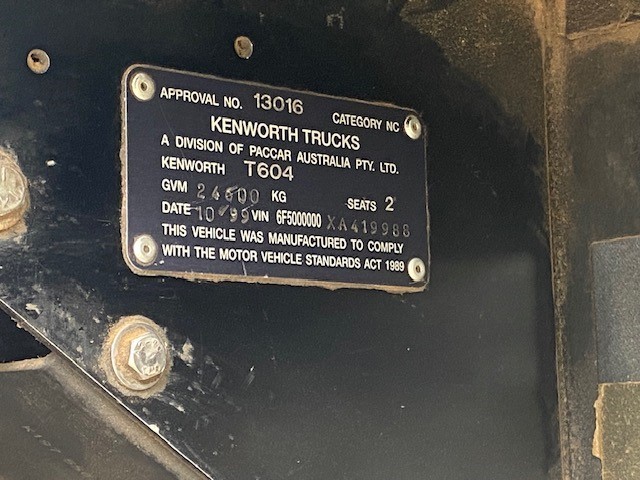 APPROVAL NO. 13016 CATEGORY NC
KENWORTH TRUCKS
A DIVISION OF PACCAR AUSTRALIA PTY. LTD.
KENWORTH T604
GVM 24600 KG SEATS 2
DATE 10 99 VIN 6F5000000 XA419988
THIS VEHICLE WAS MANUFACTURED TO COMPLY
WITH THE MOTOR VEHICLE STANDARDS ACT 1989